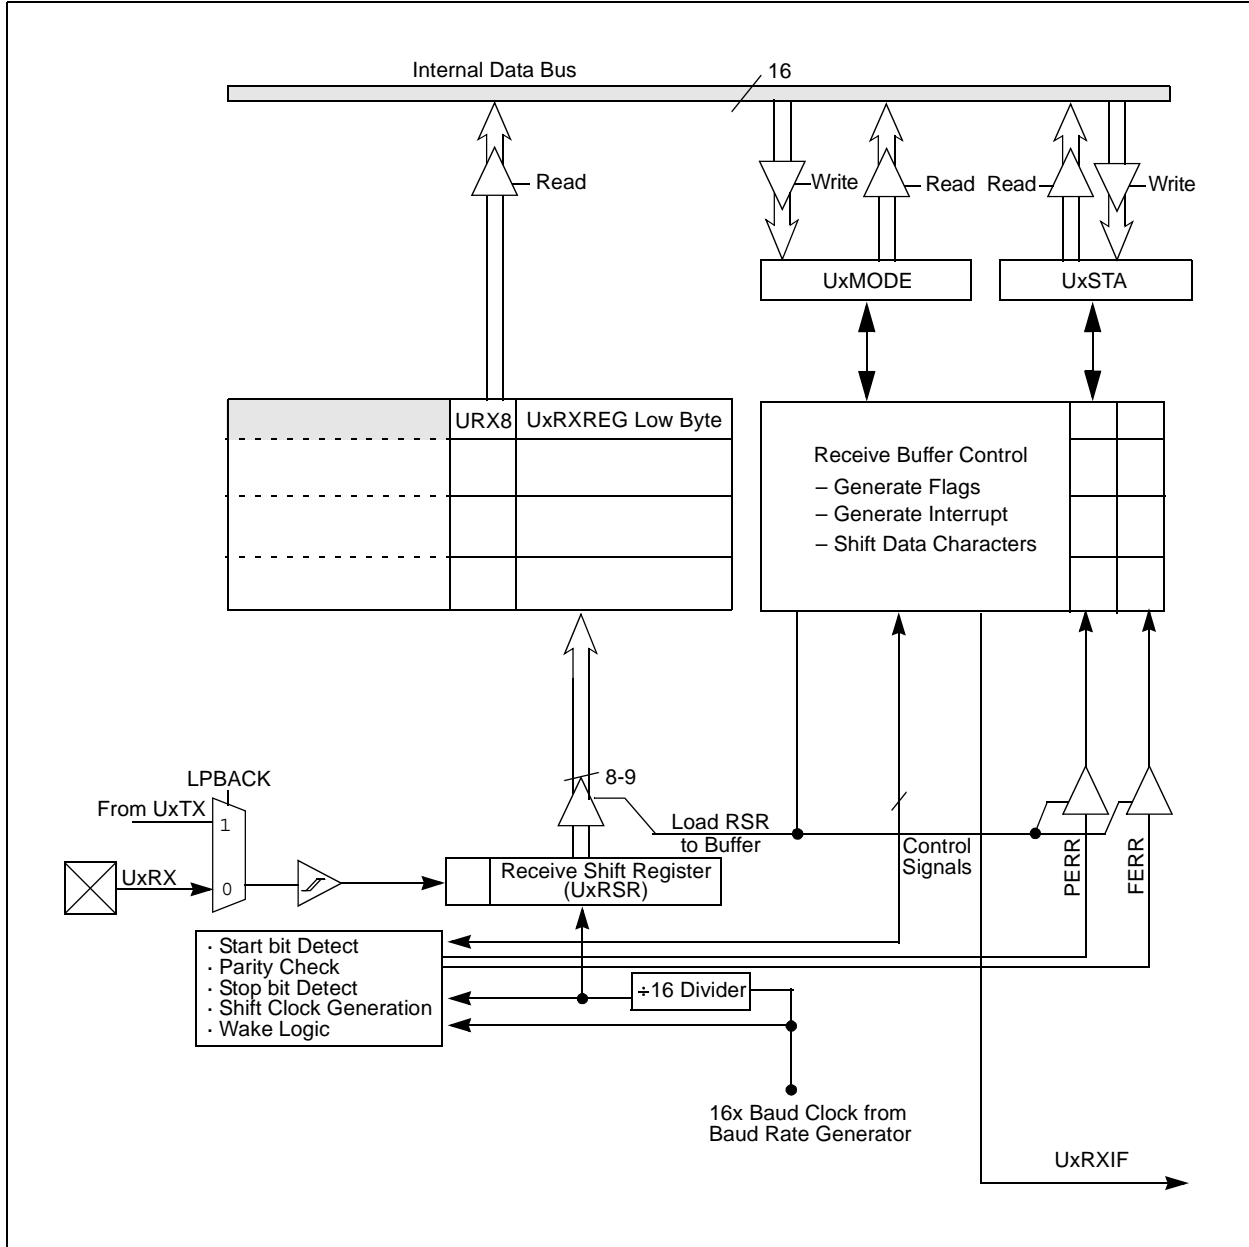 Internal Data Bus
16
Read
Write
Read
Read
Write
UxMODE
UxSTA
URX8
UxRXREG Low Byte
Receive Buffer Control
– Generate Flags
– Generate Interrupt
– Shift Data Characters
8-9
LPBACK
From UxTX
1
Load RSR
to Buffer
Control
Signals
PERR
FERR
UxRX
0
Receive Shift Register
(UxRSR)
· Start bit Detect
· Parity Check
· Stop bit Detect
· Shift Clock Generation
· Wake Logic
÷16 Divider
16x Baud Clock from
Baud Rate Generator
UxRXIF